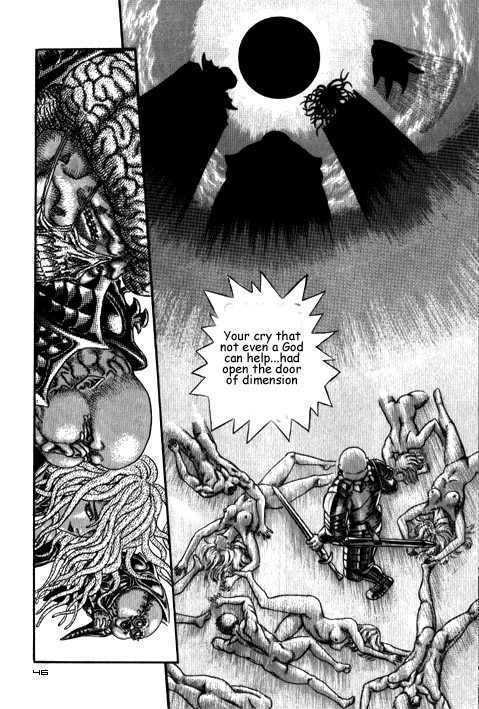 Your cry that
not even a God
can help...had
open the door
of dimension
46